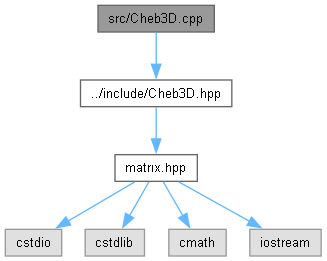 src/Cheb3D.cpp
../include/Cheb3D.hpp
matrix.hpp
cstdio
cstdlib
cmath
iostream